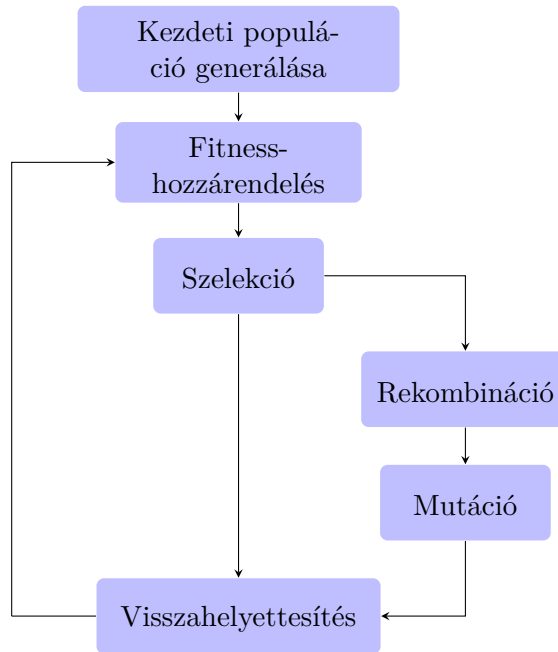 Kezdeti populá-
ció generálása
Fitness-
hozzárendelés
Szelekció
Rekombináció
Mutáció
Visszahelyettesítés